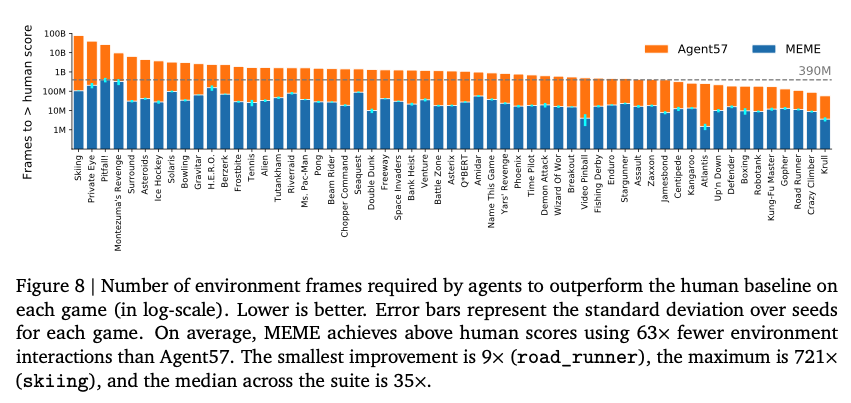 Frames to > human score
100B
10B
1B
100M
10M
1M
Agent57
MEME
390M
Skiing
Private Eye
Pitfall!
Montezuma's Revenge
Surround
Asteroids
Ice Hockey
Solaris
Bowling
Gravitar
H.E.R.O.
Berzerk
Frostbite
Tennis
Alien
Tutankham
Riverraid
Ms. Pac-Man
Pong
Beam Rider
Chopper Command
Seaquest
Double Dunk
Freeway
Space Invaders
Bank Heist
Venture
Battle Zone
Asterix
Q*BERT
Amidar
Name This Game
Yars' Revenge
Phoenix
Time Pilot
Demon Attack
Wizard Of Wor
Breakout
Video Pinball
Fishing Derby
Enduro
Stargunner
Assault
Zaxxon
Jamesbond
Centipede
Kangaroo
Atlantis
Up'n Down
Defender
Boxing
Robotank
Kung-Fu Master
Gopher
Road Runner
Crazy Climber
Krull
Figure 8 | Number of environment frames required by agents to outperform the human baseline on
each game (in log-scale). Lower is better. Error bars represent the standard deviation over seeds
for each game. On average, MEME achieves above human scores using 63× fewer environment
interactions than Agent57. The smallest improvement is 9× (road_runner), the maximum is 721×
(skiing), and the median across the suite is 35×.